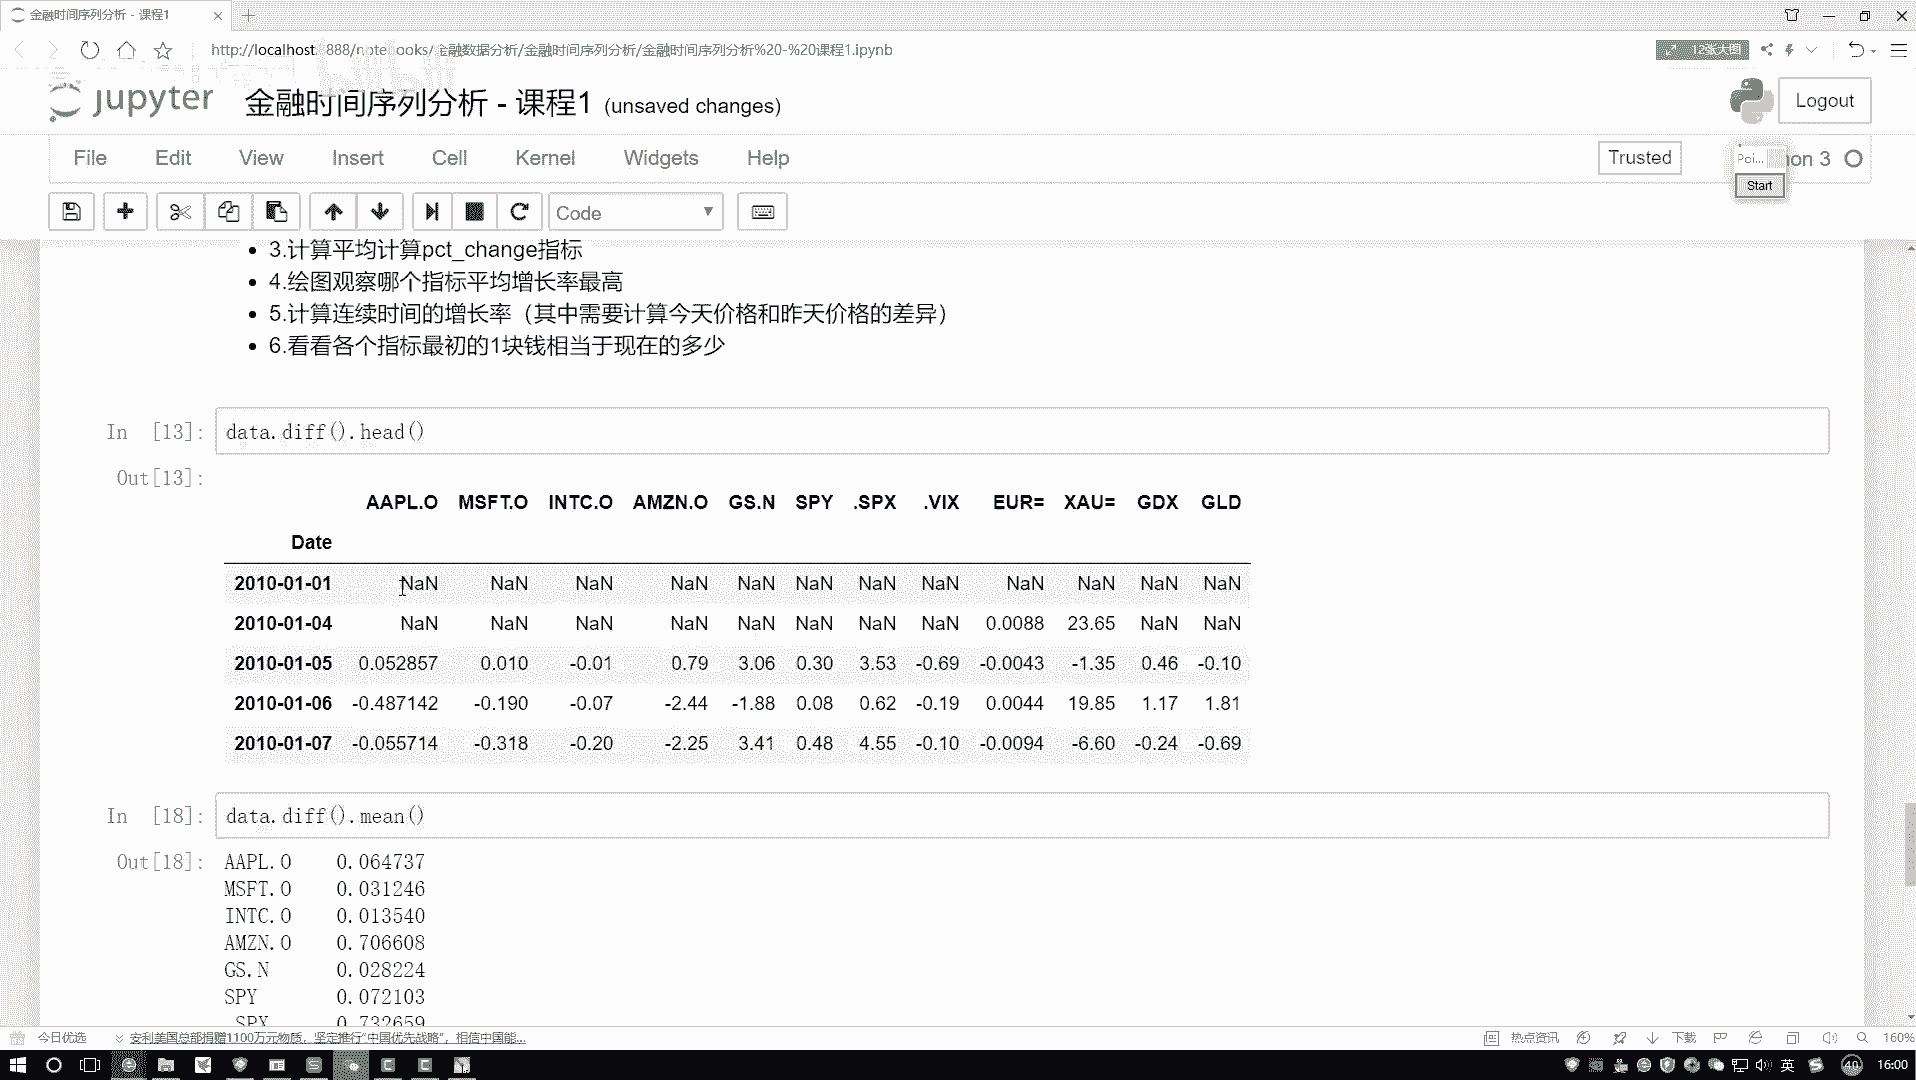 金融时间序列分析 - 课程1
http://localhost:8888/notebooks/金融数据分析/金融时间序列分析/金融时间序列分析%20-%20课程1.ipynb
12张大图
jupyter 金融时间序列分析 - 课程1 (unsaved changes)
Logout
File Edit View Insert Cell Kernel Widgets Help
Trusted
Poi... on 3
Start
Code
3.计算平均计算pct_change指标
4.绘图观察哪个指标平均增长率最高
5.计算连续时间的增长率（其中需要计算今天价格和昨天价格的差异）
6.看看各个指标最初的1块钱相当于现在的多少
In [13]: data.diff().head()
Out[13]:
AAPL.O MSFT.O INTC.O AMZN.O GS.N SPY .SPX .VIX EUR= XAU= GDX GLD
Date
2010-01-01 NaN NaN NaN NaN NaN NaN NaN NaN NaN NaN NaN NaN
2010-01-04 NaN NaN NaN NaN NaN NaN NaN NaN 0.0088 23.65 NaN NaN
2010-01-05 0.052857 0.010 -0.01 0.79 3.06 0.30 3.53 -0.69 -0.0043 -1.35 0.46 -0.10
2010-01-06 -0.487142 -0.190 -0.07 -2.44 -1.88 0.08 0.62 -0.19 0.0044 19.85 1.17 1.81
2010-01-07 -0.055714 -0.318 -0.20 -2.25 3.41 0.48 4.55 -0.10 -0.0094 -6.60 -0.24 -0.69
In [18]: data.diff().mean()
Out[18]: AAPL.O 0.064737
MSFT.O 0.031246
INTC.O 0.013540
AMZN.O 0.706608
GS.N 0.028224
SPY 0.072103
.SPX 0.732659
今日优选 安利美国总部捐赠1100万元物质，坚定推行“中国优先战略”，相信中国能...
热点资讯 下载 160%
英 40 16:00